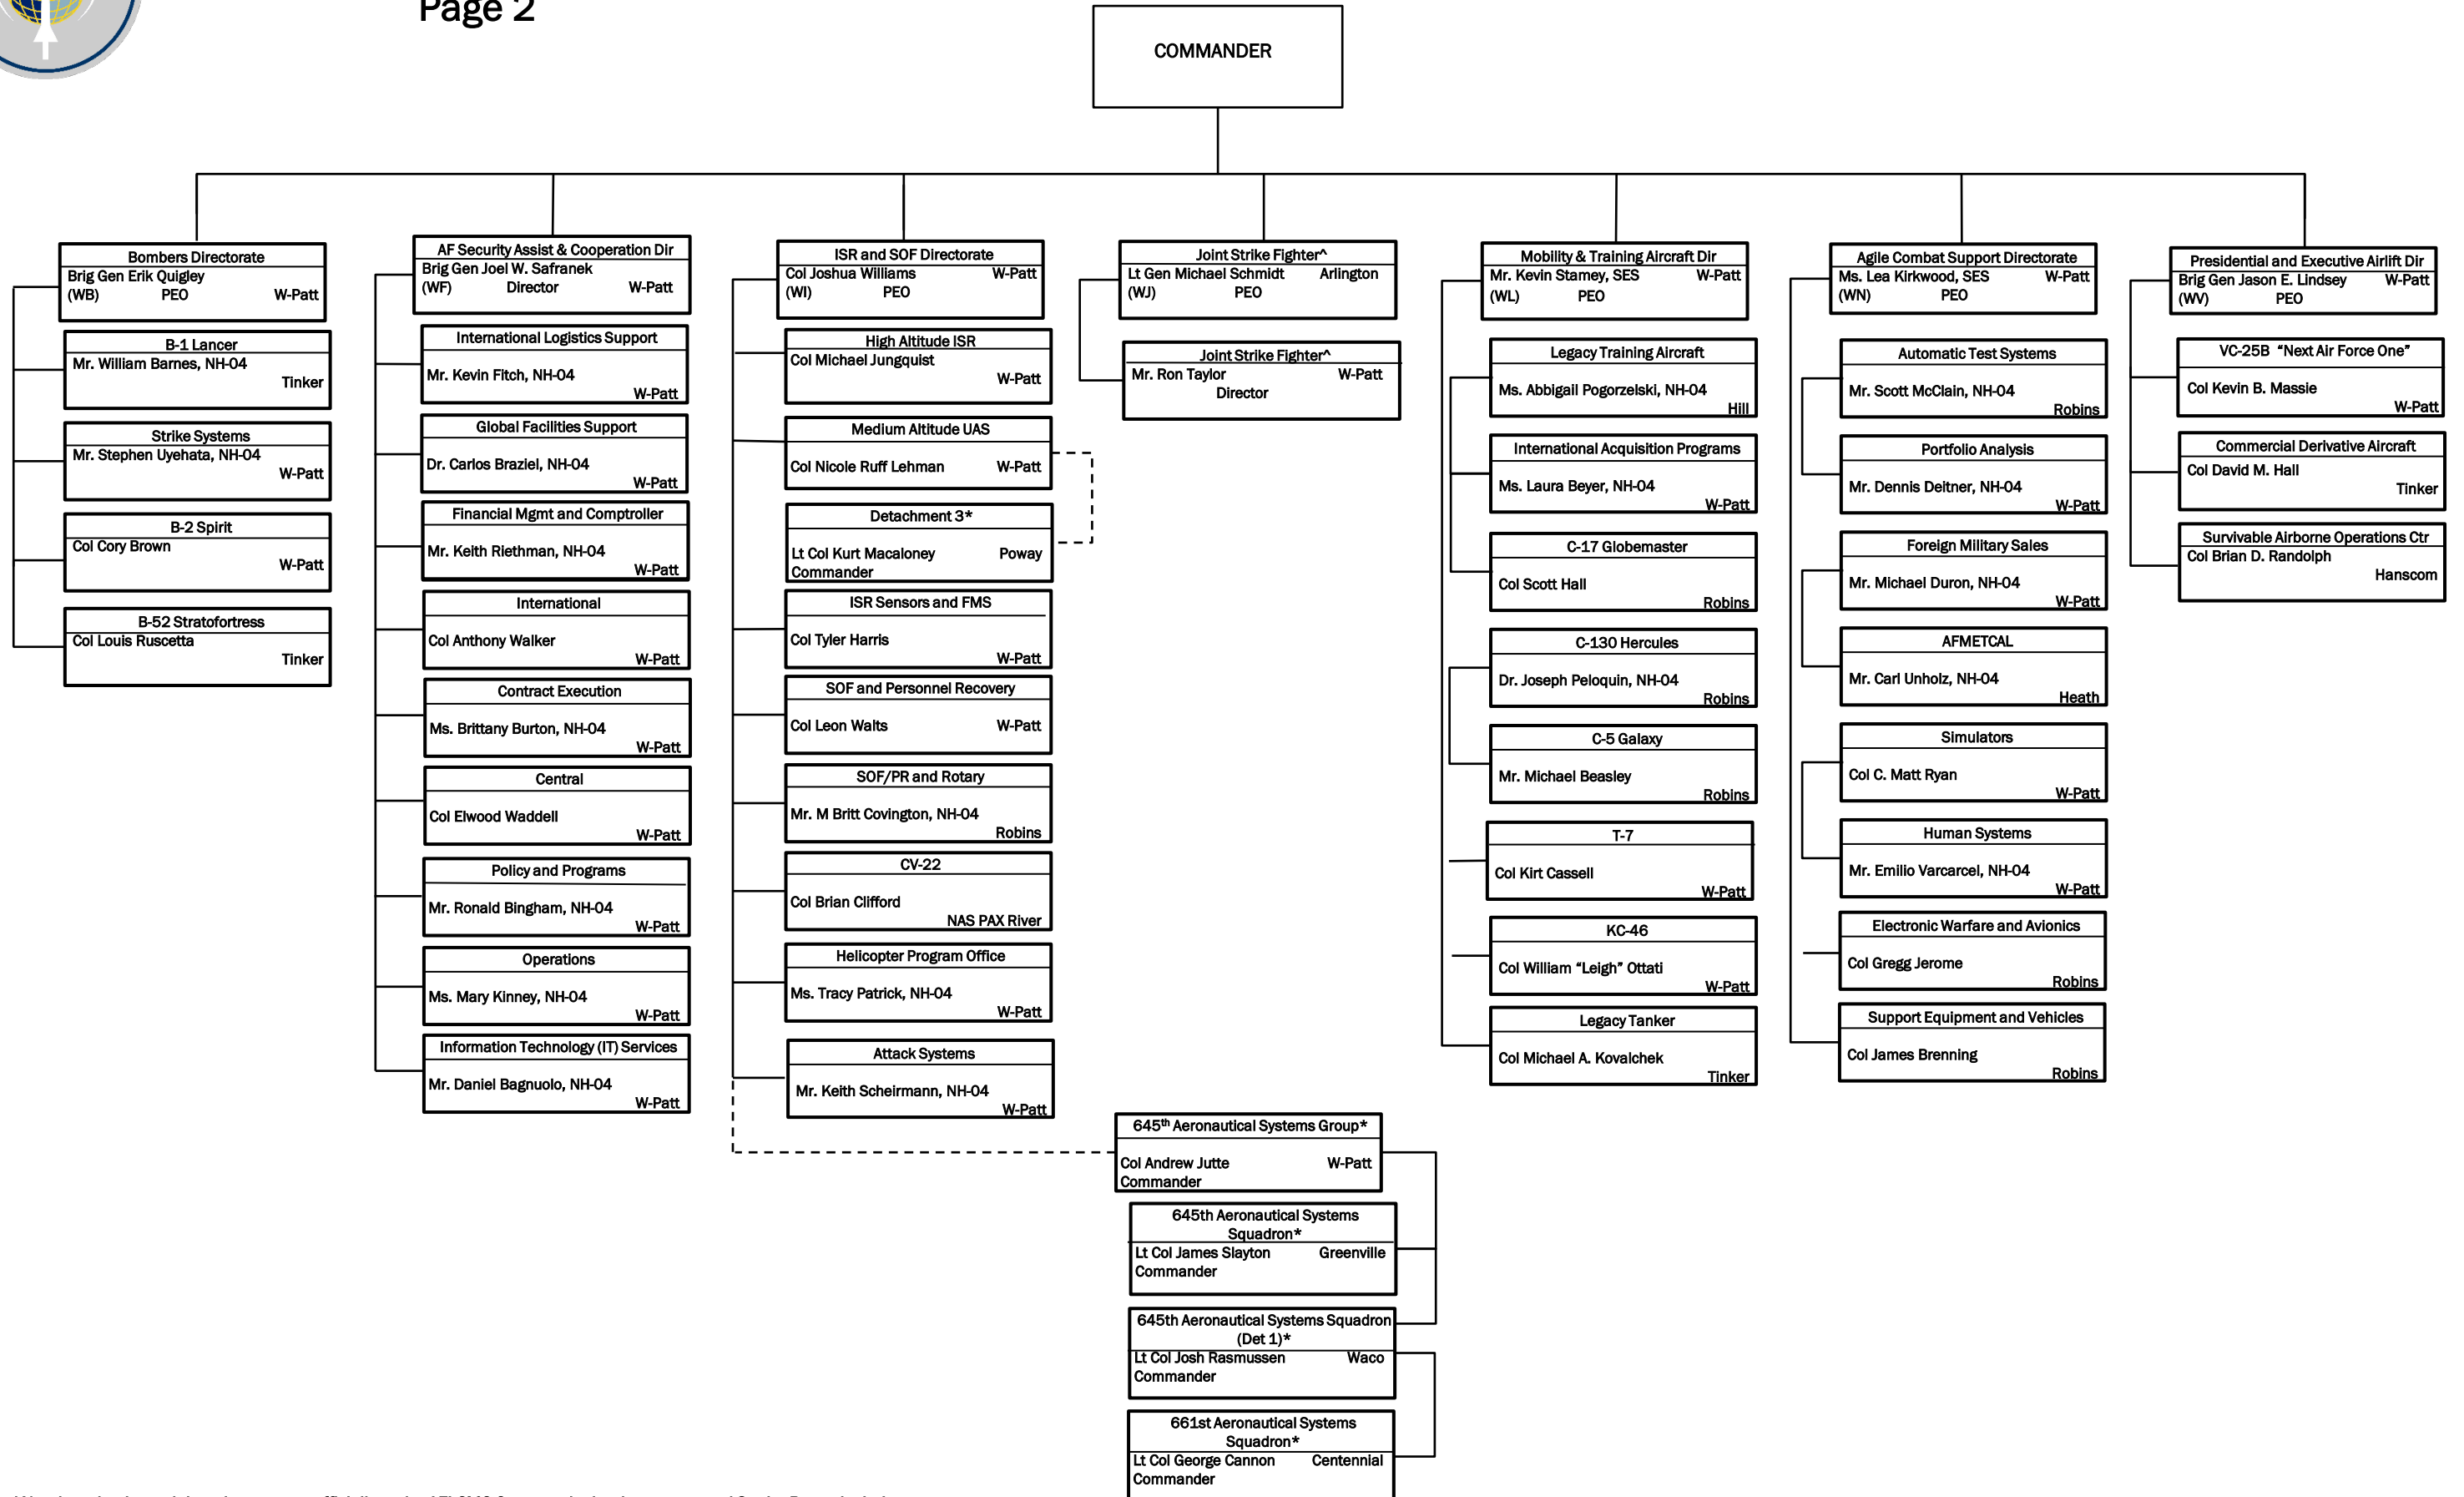 Page 2
COMMANDER
Bombers Directorate
Brig Gen Erik Quigley
(WB) PEO W-Patt
B-1 Lancer
Mr. William Barnes, NH-04
Tinker
Strike Systems
Mr. Stephen Uyehata, NH-04
W-Patt
B-2 Spirit
Col Cory Brown
W-Patt
B-52 Stratofortress
Col Louis Ruscetta
Tinker
AF Security Assist & Cooperation Dir
Brig Gen Joel W. Safranek
(WF) Director W-Patt
International Logistics Support
Mr. Kevin Fitch, NH-04
W-Patt
Global Facilities Support
Dr. Carlos Braziel, NH-04
W-Patt
Financial Mgmt and Comptroller
Mr. Keith Riethman, NH-04
W-Patt
International
Col Anthony Walker
W-Patt
Contract Execution
Ms. Brittany Burton, NH-04
W-Patt
Central
Col Elwood Waddell
W-Patt
Policy and Programs
Mr. Ronald Bingham, NH-04
W-Patt
Operations
Ms. Mary Kinney, NH-04
W-Patt
Information Technology (IT) Services
Mr. Daniel Bagnuolo, NH-04
W-Patt
ISR and SOF Directorate
Col Joshua Williams W-Patt
(WI) PEO
High Altitude ISR
Col Michael Jungquist
W-Patt
Medium Altitude UAS
Col Nicole Ruff Lehman W-Patt
Detachment 3*
Lt Col Kurt Macaloney Poway
Commander
ISR Sensors and FMS
Col Tyler Harris
W-Patt
SOF and Personnel Recovery
Col Leon Walts W-Patt
SOF/PR and Rotary
Mr. M Britt Covington, NH-04
Robins
CV-22
Col Brian Clifford
NAS PAX River
Helicopter Program Office
Ms. Tracy Patrick, NH-04
W-Patt
Attack Systems
Mr. Keith Scheirmann, NH-04
W-Patt
Joint Strike Fighter^
Lt Gen Michael Schmidt Arlington
(WJ) PEO
Joint Strike Fighter^
Mr. Ron Taylor W-Patt
Director
645th Aeronautical Systems Group*
Col Andrew Jutte W-Patt
Commander
645th Aeronautical Systems
Squadron*
Lt Col James Slayton Greenville
Commander
645th Aeronautical Systems Squadron
(Det 1)*
Lt Col Josh Rasmussen Waco
Commander
661st Aeronautical Systems
Squadron*
Lt Col George Cannon Centennial
Commander
Mobility & Training Aircraft Dir
Mr. Kevin Stamey, SES W-Patt
(WL) PEO
Legacy Training Aircraft
Ms. Abbigail Pogorzelski, NH-04
Hill
International Acquisition Programs
Ms. Laura Beyer, NH-04
W-Patt
C-17 Globemaster
Col Scott Hall
Robins
C-130 Hercules
Dr. Joseph Peloquin, NH-04
Robins
C-5 Galaxy
Mr. Michael Beasley
Robins
T-7
Col Kirt Cassell
W-Patt
KC-46
Col William “Leigh” Ottati
W-Patt
Legacy Tanker
Col Michael A. Kovalchek
Tinker
Agile Combat Support Directorate
Ms. Lea Kirkwood, SES W-Patt
(WN) PEO
Automatic Test Systems
Mr. Scott McClain, NH-04
Robins
Portfolio Analysis
Mr. Dennis Deitner, NH-04
W-Patt
Foreign Military Sales
Mr. Michael Duron, NH-04
W-Patt
AFMETCAL
Mr. Carl Unholz, NH-04
Heath
Simulators
Col C. Matt Ryan
W-Patt
Human Systems
Mr. Emilio Varcarcel, NH-04
W-Patt
Electronic Warfare and Avionics
Col Gregg Jerome
Robins
Support Equipment and Vehicles
Col James Brenning
Robins
Presidential and Executive Airlift Dir
Brig Gen Jason E. Lindsey W-Patt
(WV) PEO
VC-25B “Next Air Force One”
Col Kevin B. Massie
W-Patt
Commercial Derivative Aircraft
Col David M. Hall
Tinker
Survivable Airborne Operations Ctr
Col Brian D. Randolph
Hanscom